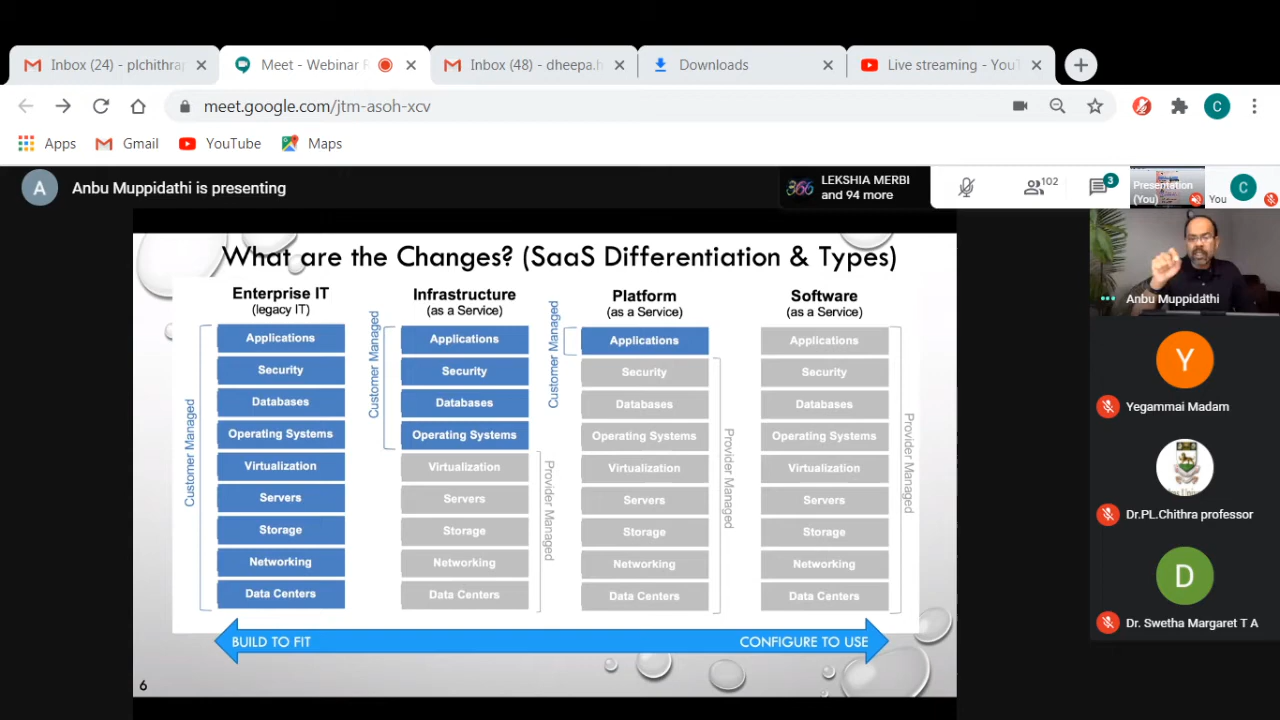 Inbox (24) - plchithrap
Meet - Webinar R
Inbox (48) - dheepa.h
Downloads
Live streaming - YouT
meet.google.com/jtm-asoh-xcv
C
Apps
Gmail
YouTube
Maps
A
Anbu Muppidathi is presenting
366
LEKSHIA MERBI
and 94 more
102
3
Presentation
(You)
C
You
What are the Changes? (SaaS Differentiation & Types)
Enterprise IT
(legacy IT)
Customer Managed
Applications
Security
Databases
Operating Systems
Virtualization
Servers
Storage
Networking
Data Centers
Infrastructure
(as a Service)
Customer Managed
Applications
Security
Databases
Operating Systems
Virtualization
Servers
Storage
Networking
Data Centers
Provider Managed
Platform
(as a Service)
Customer Managed
Applications
Security
Databases
Operating Systems
Virtualization
Servers
Storage
Networking
Data Centers
Provider Managed
Software
(as a Service)
Applications
Security
Databases
Operating Systems
Virtualization
Servers
Storage
Networking
Data Centers
Provider Managed
BUILD TO FIT
CONFIGURE TO USE
6
Anbu Muppidathi
Y
Yegammai Madam
Dr.PL.Chithra professor
D
Dr. Swetha Margaret T A